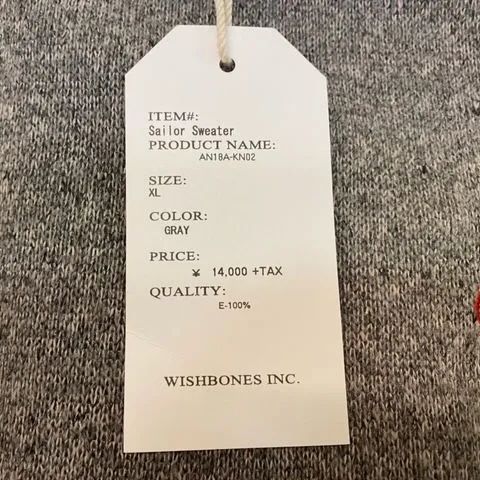 ITEM#:
Sailor Sweater
PRODUCT NAME:
AN18A-KN02
SIZE:
XL
COLOR:
GRAY
PRICE:
¥ 14,000 +TAX
QUALITY:
E-100%
WISHBONES INC.